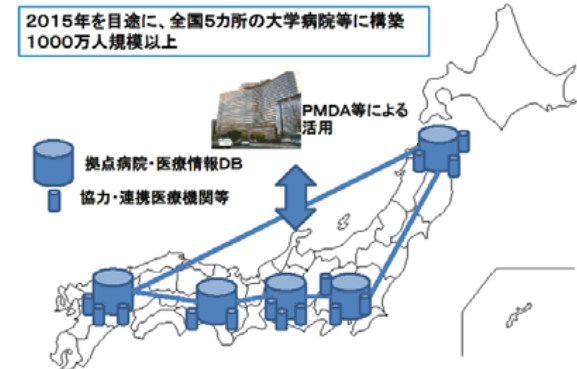 2015年を目途に、全国5カ所の大学病院等に構築
1000万人規模以上
PMDA等による
活用
拠点病院・医療情報DB
協力・連携医療機関等